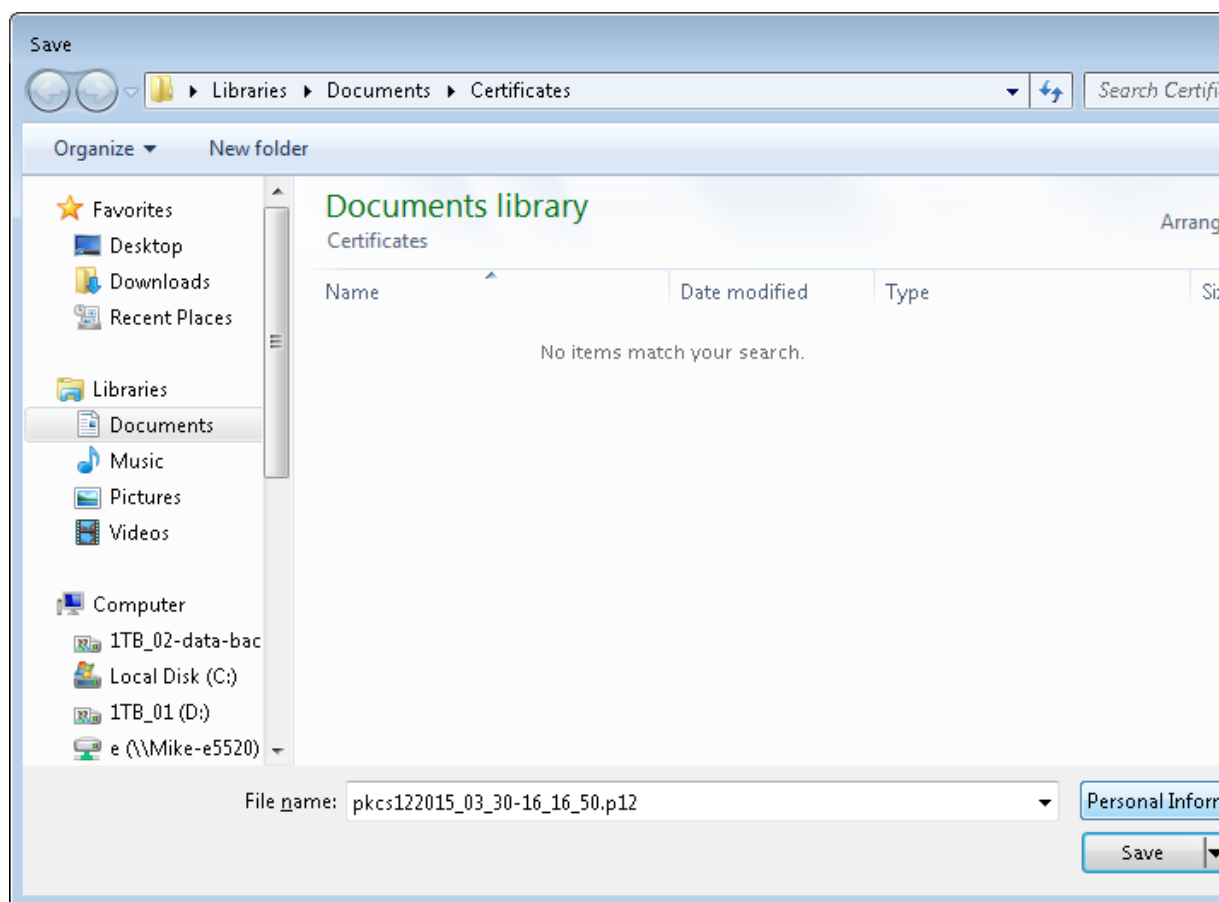 Save
Libraries Documents Certificates Search Certifi
Organize New folder
Favorites
Desktop
Downloads
Recent Places
Libraries
Documents
Music
Pictures
Videos
Computer
1TB_02-data-bac
Local Disk (C:)
1TB_01 (D:)
e (\\Mike-e5520)
Documents library
Certificates
Arrang
Name Date modified Type Siz
No items match your search.
File name: pkcs122015_03_30-16_16_50.p12 Personal Inforr
Save